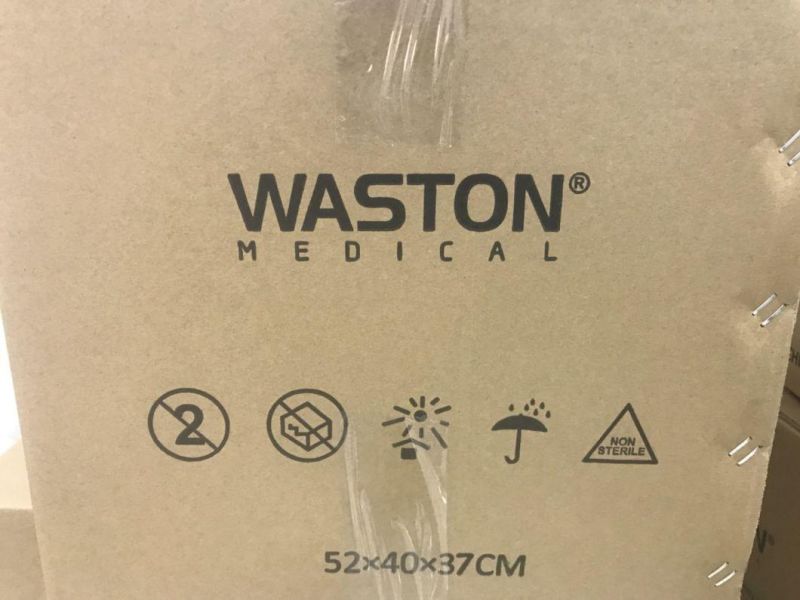 WASTON®
MEDICAL
2
NON
STERILE
52×40×37CM